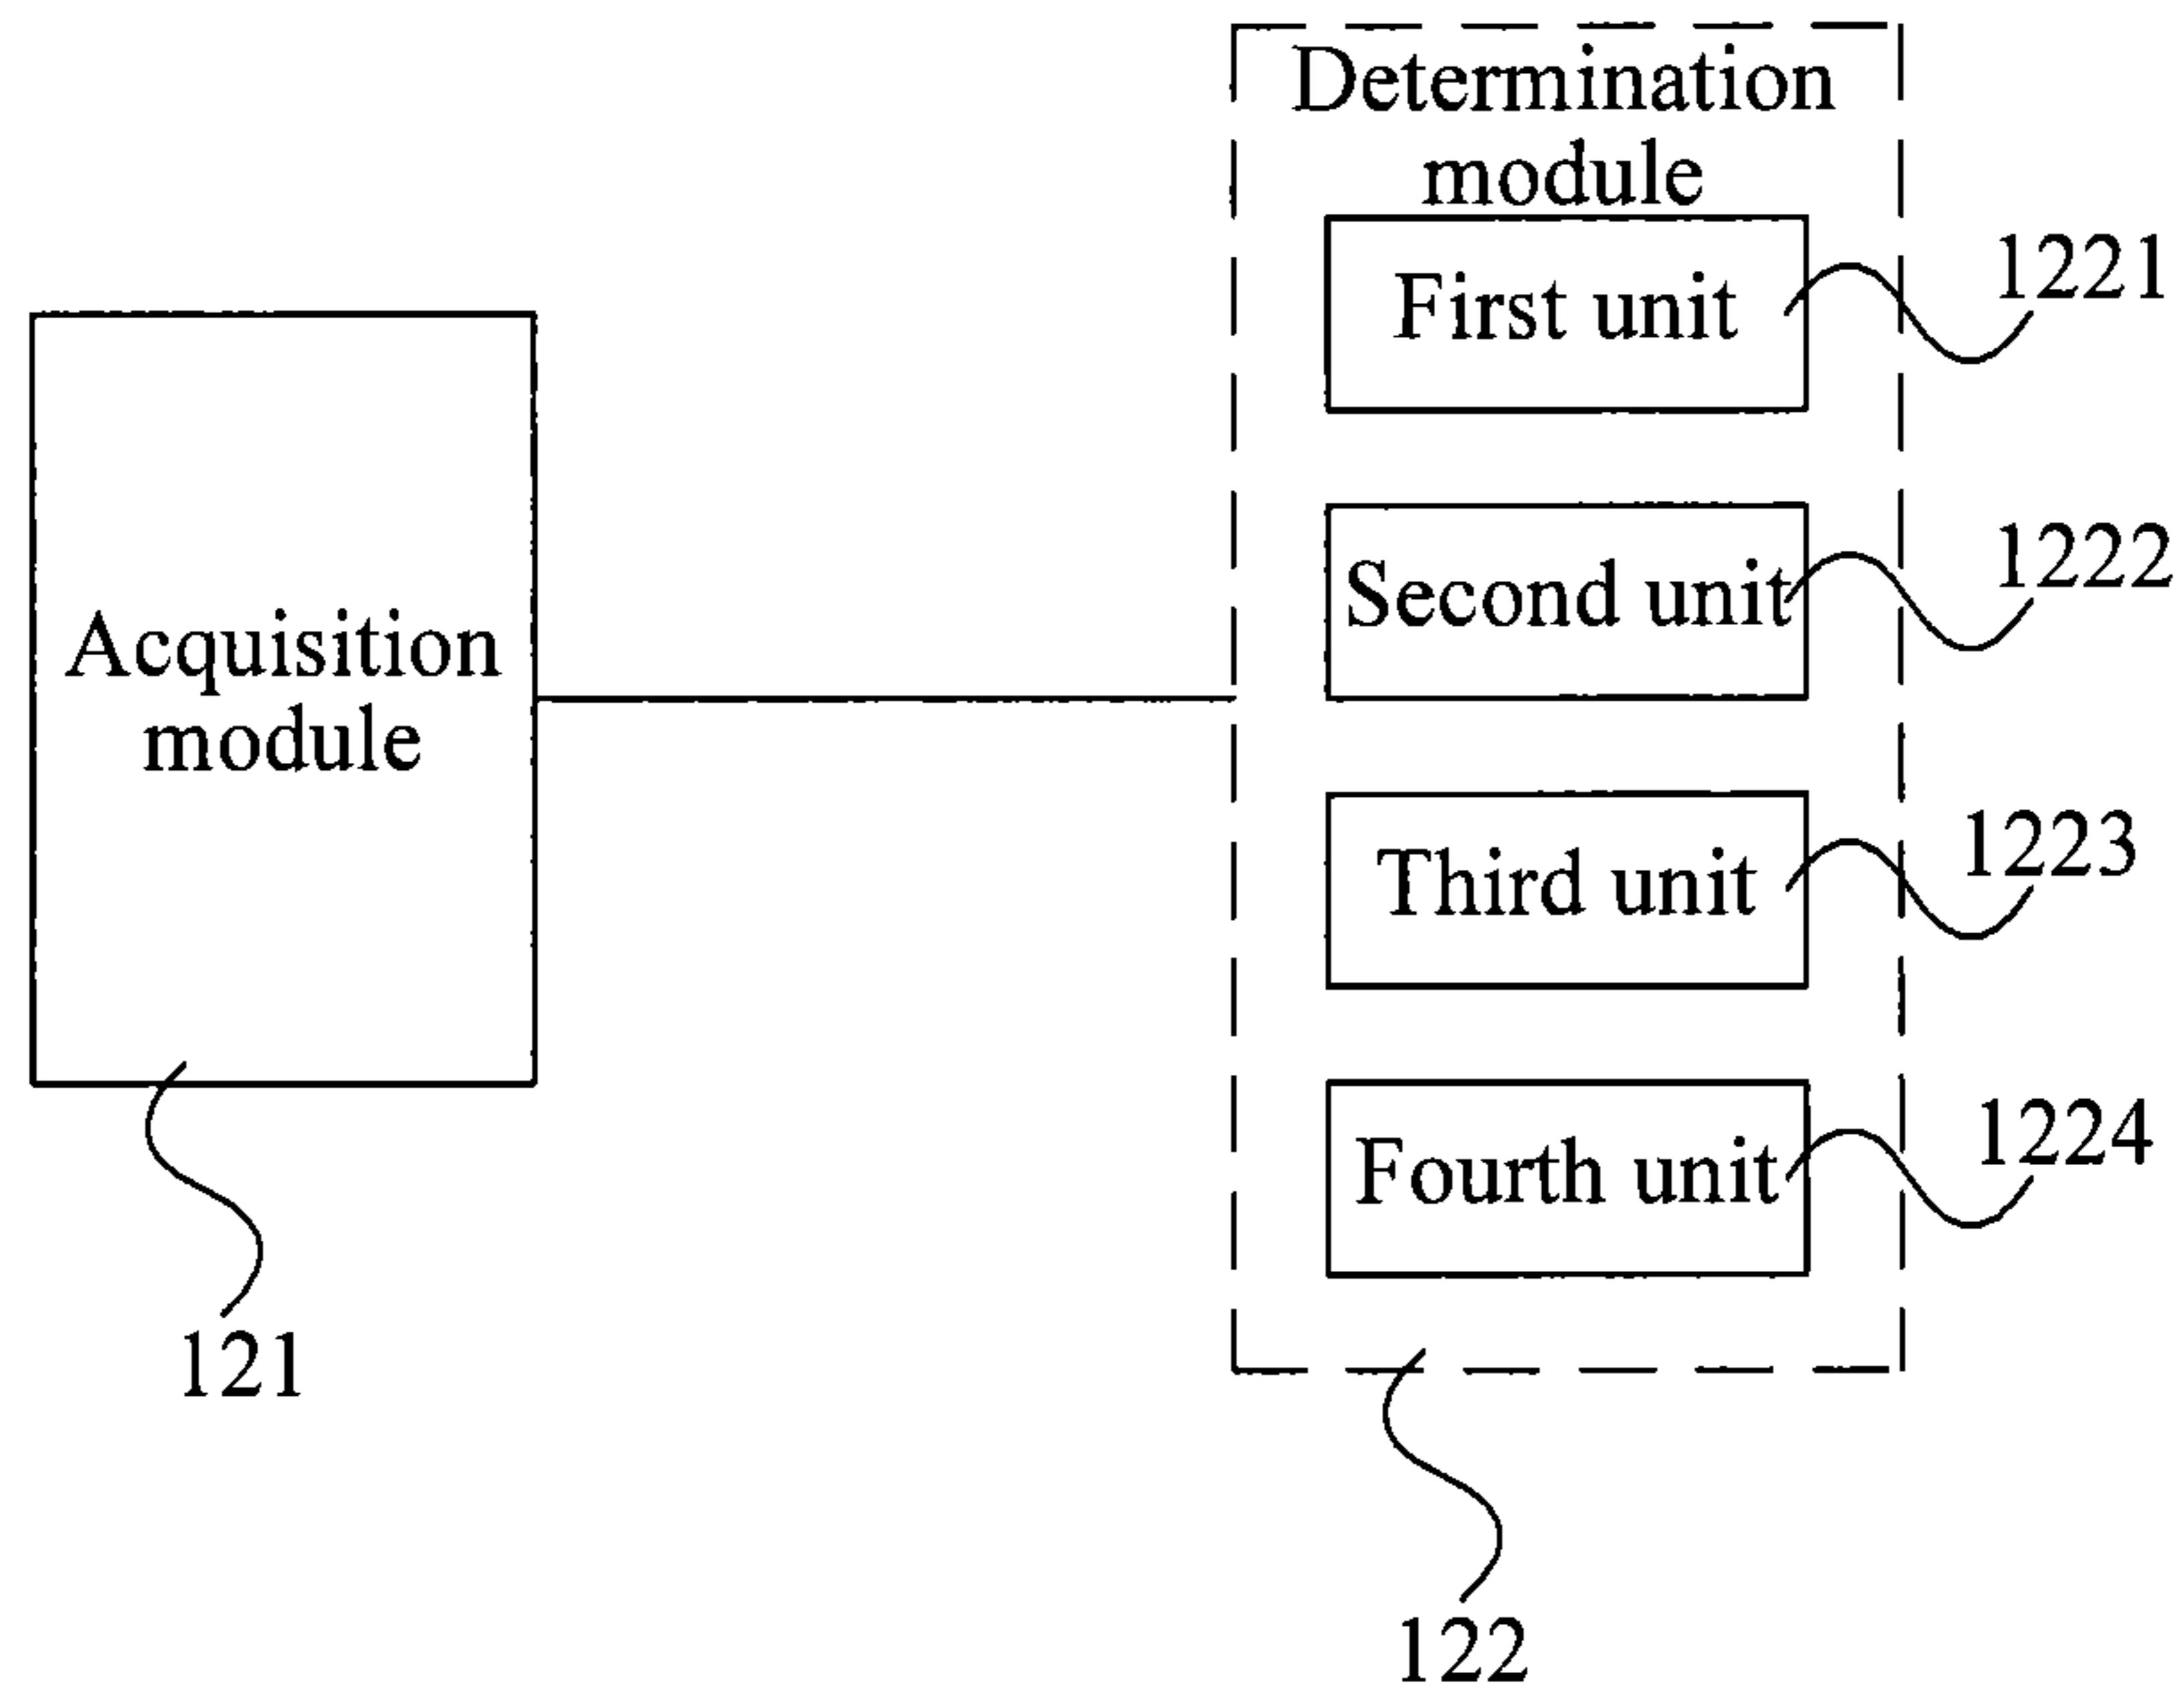 Determination
module
First unit
1221
Second unit
1222
Acquisition
module
Third unit
1223
Fourth unit
1224
121
122